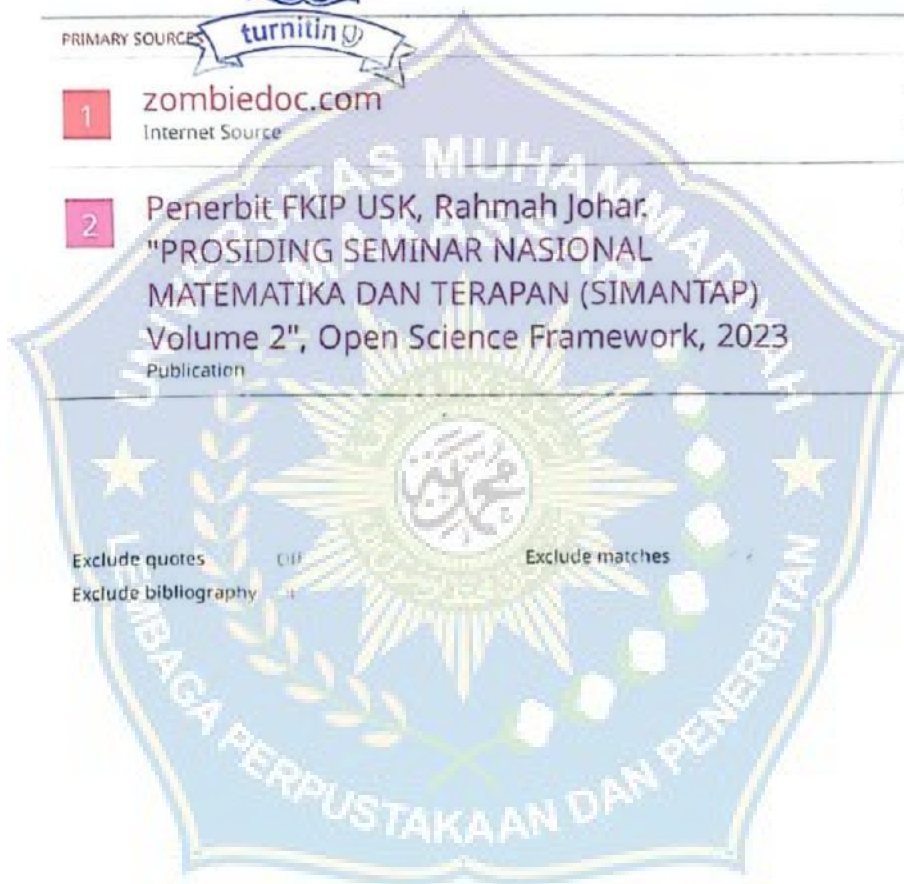 PRIMARY SOURCES
turnitin
1
zombiedoc.com
Internet Source
2
Penerbit FKIP USK, Rahmah Johar.
"PROSIDING SEMINAR NASIONAL
MATEMATIKA DAN TERAPAN (SIMANTAP)
Volume 2", Open Science Framework, 2023
Publication
Exclude quotes Off
Exclude matches
Exclude bibliography
UNIVERSITAS MUHAMMADIYAH
MAKASSAR
محمدية
LEMBAGA PERPUSTAKAAN DAN PENERBITAN